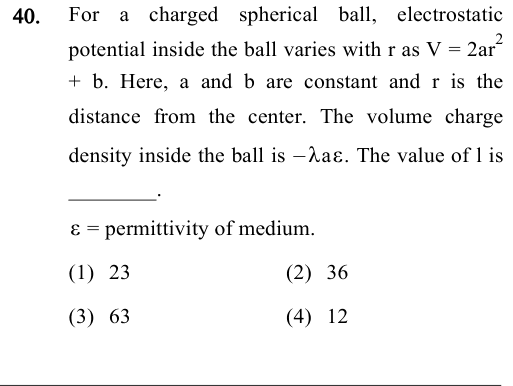 40. For a charged spherical ball, electrostatic
potential inside the ball varies with r as V = 2ar²
+ b. Here, a and b are constant and r is the
distance from the center. The volume charge
density inside the ball is −λaε. The value of l is
________.
ε = permittivity of medium.
(1) 23 (2) 36
(3) 63 (4) 12